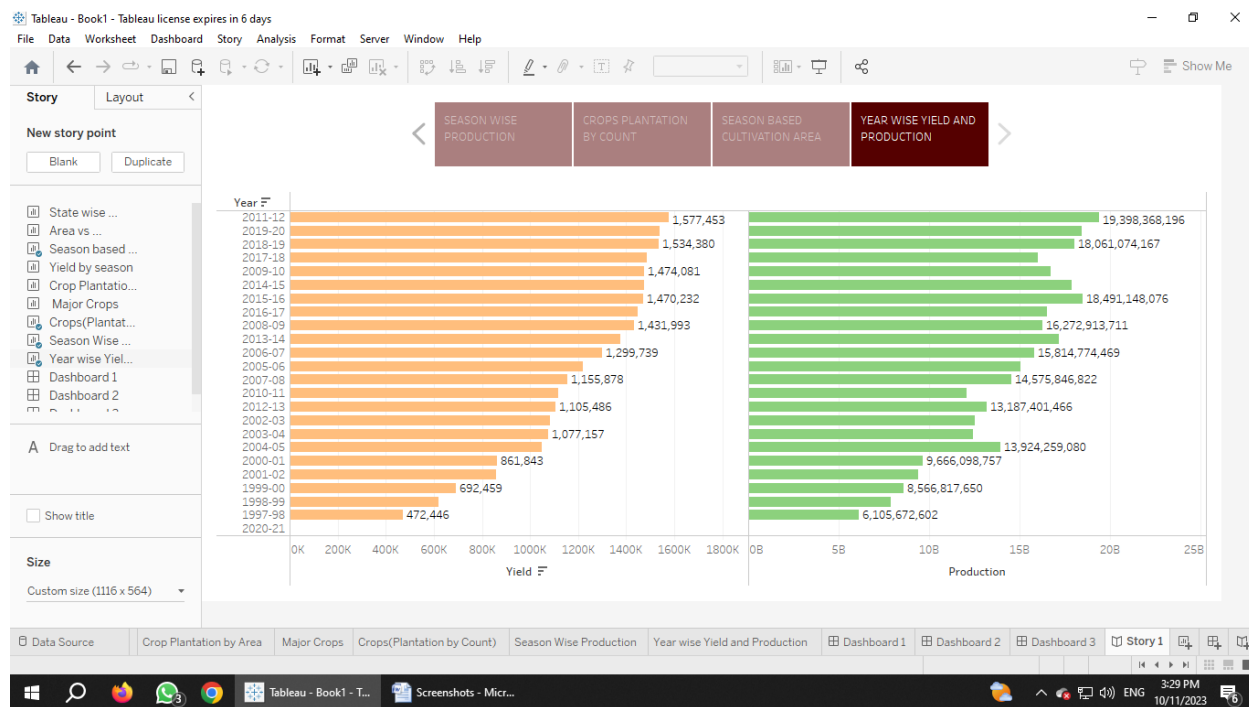 Tableau - Book1 - Tableau license expires in 6 days
File Data Worksheet Dashboard Story Analysis Format Server Window Help
Show Me
Story Layout
New story point
Blank Duplicate
State wise ...
Area vs ...
Season based ...
Yield by season
Crop Plantatio...
Major Crops
Crops(Plantat...
Season Wise ...
Year wise Yiel...
Dashboard 1
Dashboard 2
A Drag to add text
Show title
Size
Custom size (1116 x 564)
SEASON WISE PRODUCTION
CROPS PLANTATION BY COUNT
SEASON BASED CULTIVATION AREA
YEAR WISE YIELD AND PRODUCTION
Year
2011-12 1,577,453 19,398,368,196
2019-20
2018-19 1,534,380 18,061,074,167
2017-18
2009-10 1,474,081
2014-15
2015-16 1,470,232 18,491,148,076
2016-17
2008-09 1,431,993 16,272,913,711
2013-14
2006-07 1,299,739 15,814,774,469
2005-06
2007-08 1,155,878 14,575,846,822
2010-11
2012-13 1,105,486 13,187,401,466
2002-03
2003-04 1,077,157
2004-05 13,924,259,080
2000-01 861,843 9,666,098,757
2001-02
1999-00 692,459 8,566,817,650
1998-99
1997-98 472,446 6,105,672,602
2020-21
0K 200K 400K 600K 800K 1000K 1200K 1400K 1600K 1800K 0B 5B 10B 15B 20B 25B
Yield Production
Data Source Crop Plantation by Area Major Crops Crops(Plantation by Count) Season Wise Production Year wise Yield and Production Dashboard 1 Dashboard 2 Dashboard 3 Story 1
3 Tableau - Book1 - T... Screenshots - Micr... ENG 3:29 PM
10/11/2023 6